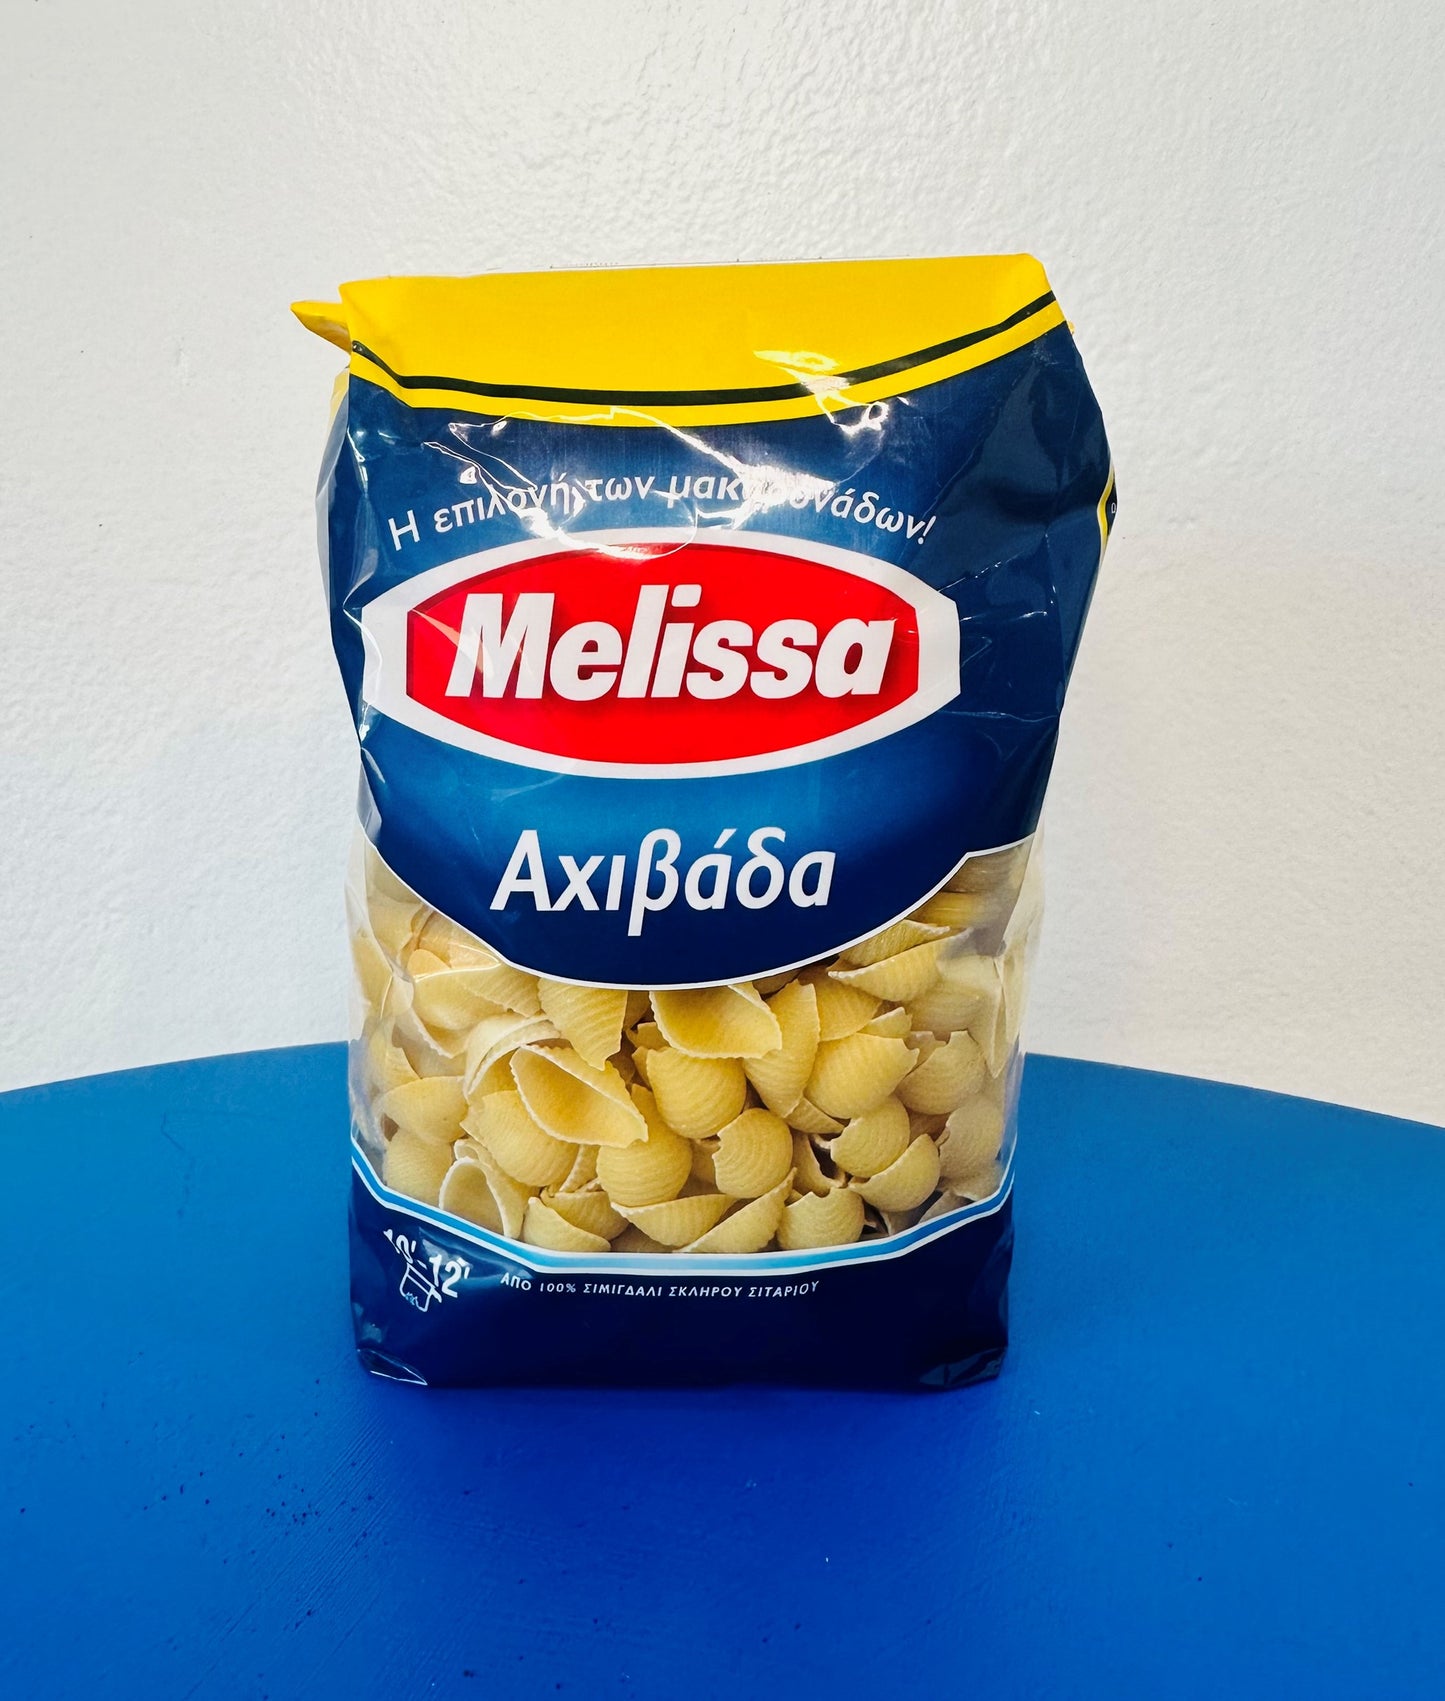 Η επιλογή των μακαρονάδων!
Melissa
Αχιβάδα
10'-12'
ΑΠΟ 100% ΣΙΜΙΓΔΑΛΙ ΣΚΛΗΡΟΥ ΣΙΤΑΡΙΟΥ